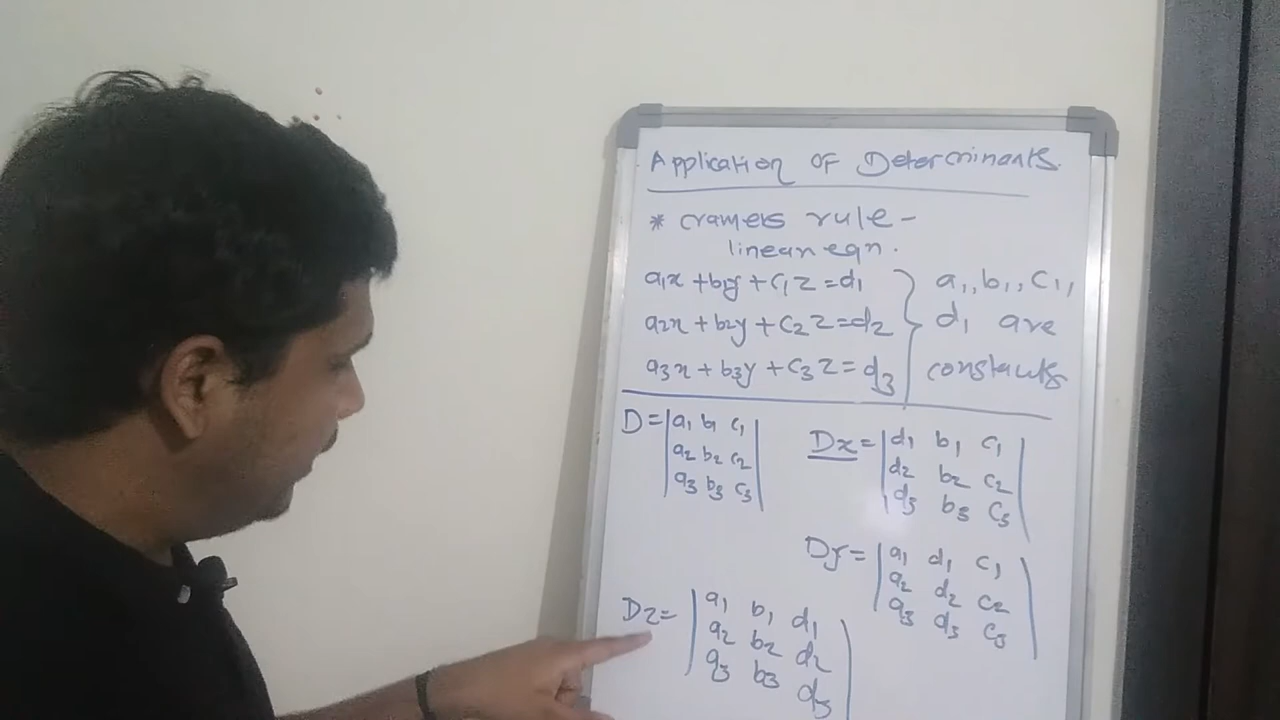 Application of Determinants.
* cramers rule -
linear eqn.
a1x + b1y + c1z = d1
a2x + b2y + c2z = d2
a3x + b3y + c3z = d3
a1, b1, c1,
d1 are
constants
D = |a1 b1 c1|
|a2 b2 c2|
|a3 b3 c3|
Dx = |d1 b1 c1|
|d2 b2 c2|
|d3 b3 c3|
Dy = |a1 d1 c1|
|a2 d2 c2|
|a3 d3 c3|
Dz = |a1 b1 d1|
|a2 b2 d2|
|a3 b3 d3|